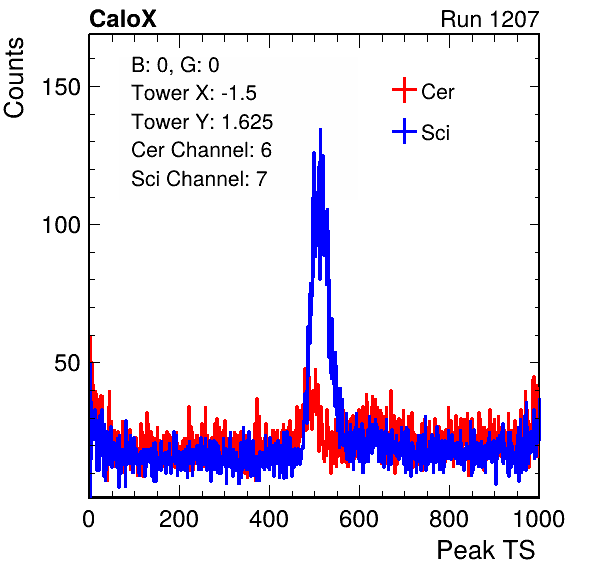 CaloX Run 1207
B: 0, G: 0
Tower X: -1.5
Tower Y: 1.625
Cer Channel: 6
Sci Channel: 7
Cer
Sci
Counts
150
100
50
0 200 400 600 800 1000
Peak TS